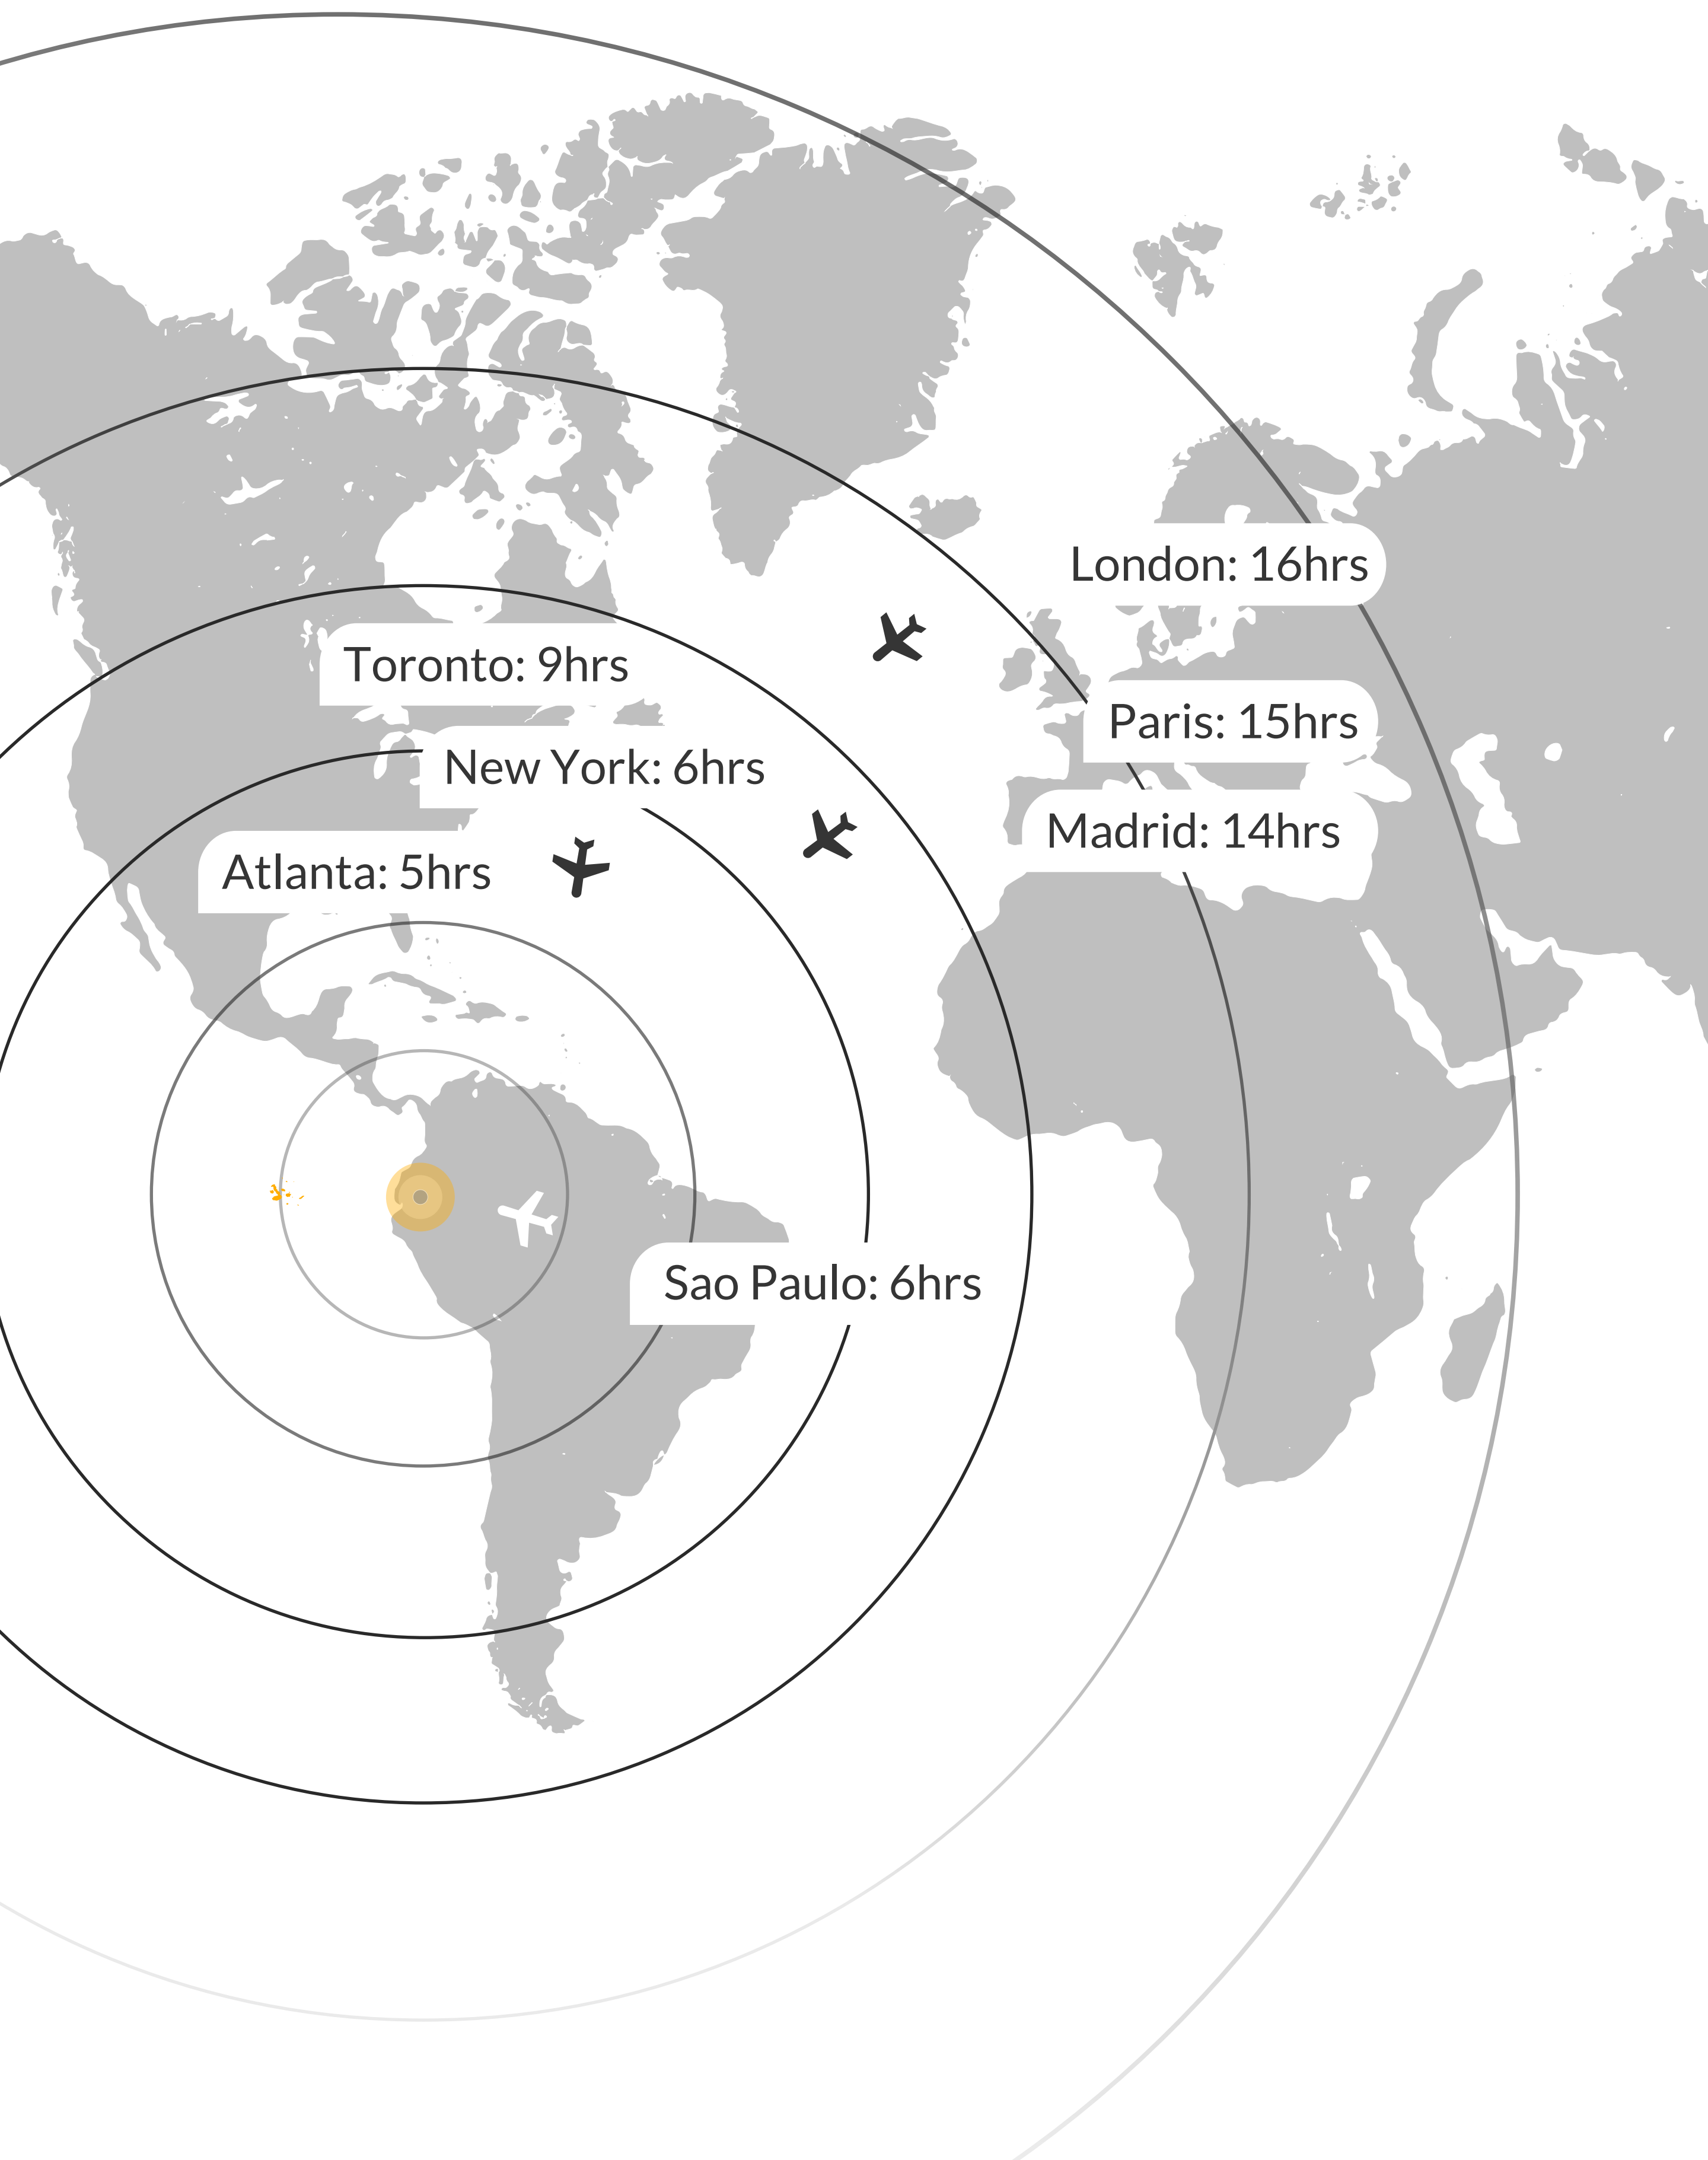 London: 16hrs
Toronto: 9hrs
Paris: 15hrs
New York: 6hrs
Madrid: 14hrs
Atlanta: 5hrs
Sao Paulo: 6hrs